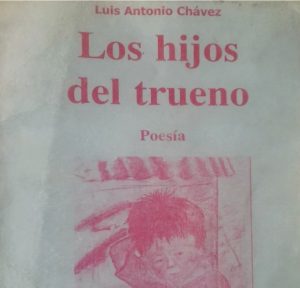 Luis Antonio Chávez
Los hijos
del trueno
Poesía